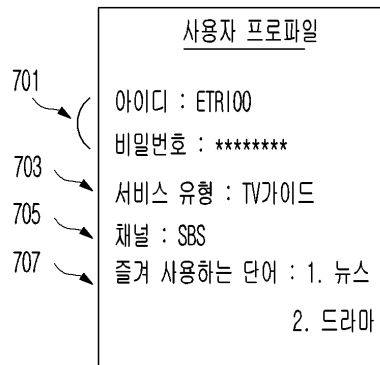 사용자 프로파일
701
아이디 : ETRI00
비밀번호 : ********
703
서비스 유형 : TV가이드
705
채널 : SBS
707
즐겨 사용하는 단어 : 1. 뉴스
2. 드라마